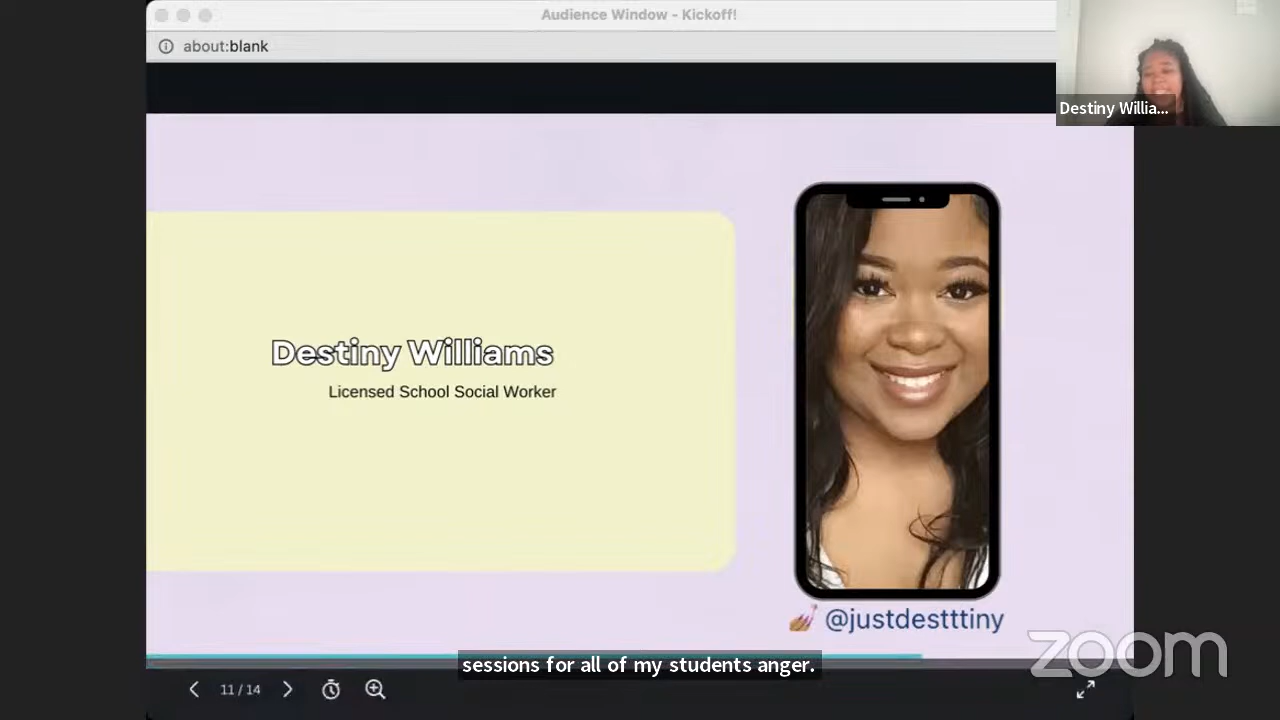 Audience Window - Kickoff!
about:blank
Destiny Willia...
Destiny Williams
Licensed School Social Worker
@justdestttiny
sessions for all of my students anger.
11 / 14
zoom